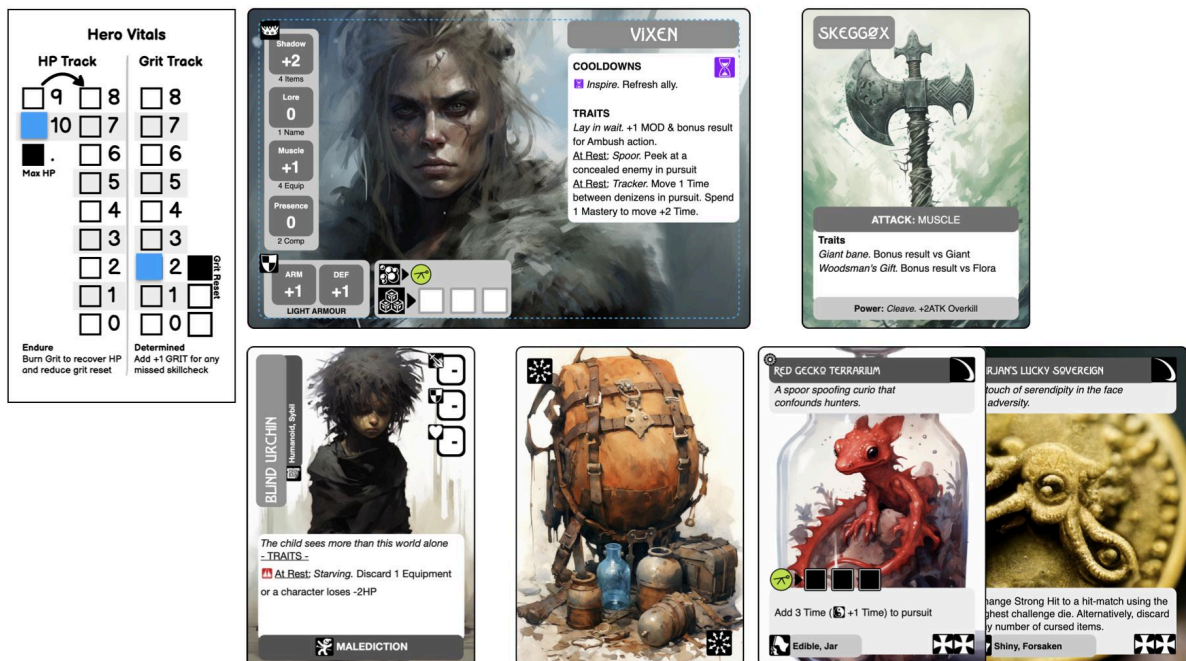 Hero Vitals
HP Track
Grit Track
9
8
8
10
7
7
.
6
6
Max HP
5
5
4
4
3
3
2
2
Grit Reset
1
1
0
0
Endure
Burn Grit to recover HP
and reduce grit reset
Determined
Add +1 GRIT for any
missed skillcheck
Shadow
+2
4 Items
Lore
0
1 Name
Muscle
+1
4 Equip
Presence
0
2 Comp
ARM
+1
DEF
+1
LIGHT ARMOUR
ViXEN
COOLDOWNS
Inspire. Refresh ally.
TRAITS
Lay in wait. +1 MOD & bonus result
for Ambush action.
At Rest; Spoor. Peek at a
concealed enemy in pursuit
At Rest; Tracker. Move 1 Time
between denizens in pursuit. Spend
1 Mastery to move +2 Time.
SKEGGØX
ATTACK: MUSCLE
Traits
Giant bane. Bonus result vs Giant
Woodsman's Gift. Bonus result vs Flora
Power: Cleave. +2ATK Overkill
BLIND URCHIN
Humanoid, Sybil
-
-
-
The child sees more than this world alone
- TRAITS -
At Rest; Starving. Discard 1 Equipment
or a character loses -2HP
MALEDICTION
RED GECKO TERRARIUM
A spoor spoofing curio that
confounds hunters.
Add 3 Time ( +1 Time) to pursuit
Edible, Jar
RJAN'S LUCKY SOVEREIGN
touch of serendipity in the face
adversity.
hange Strong Hit to a hit-match using the
ghest challenge die. Alternatively, discard
y number of cursed items.
Shiny, Forsaken